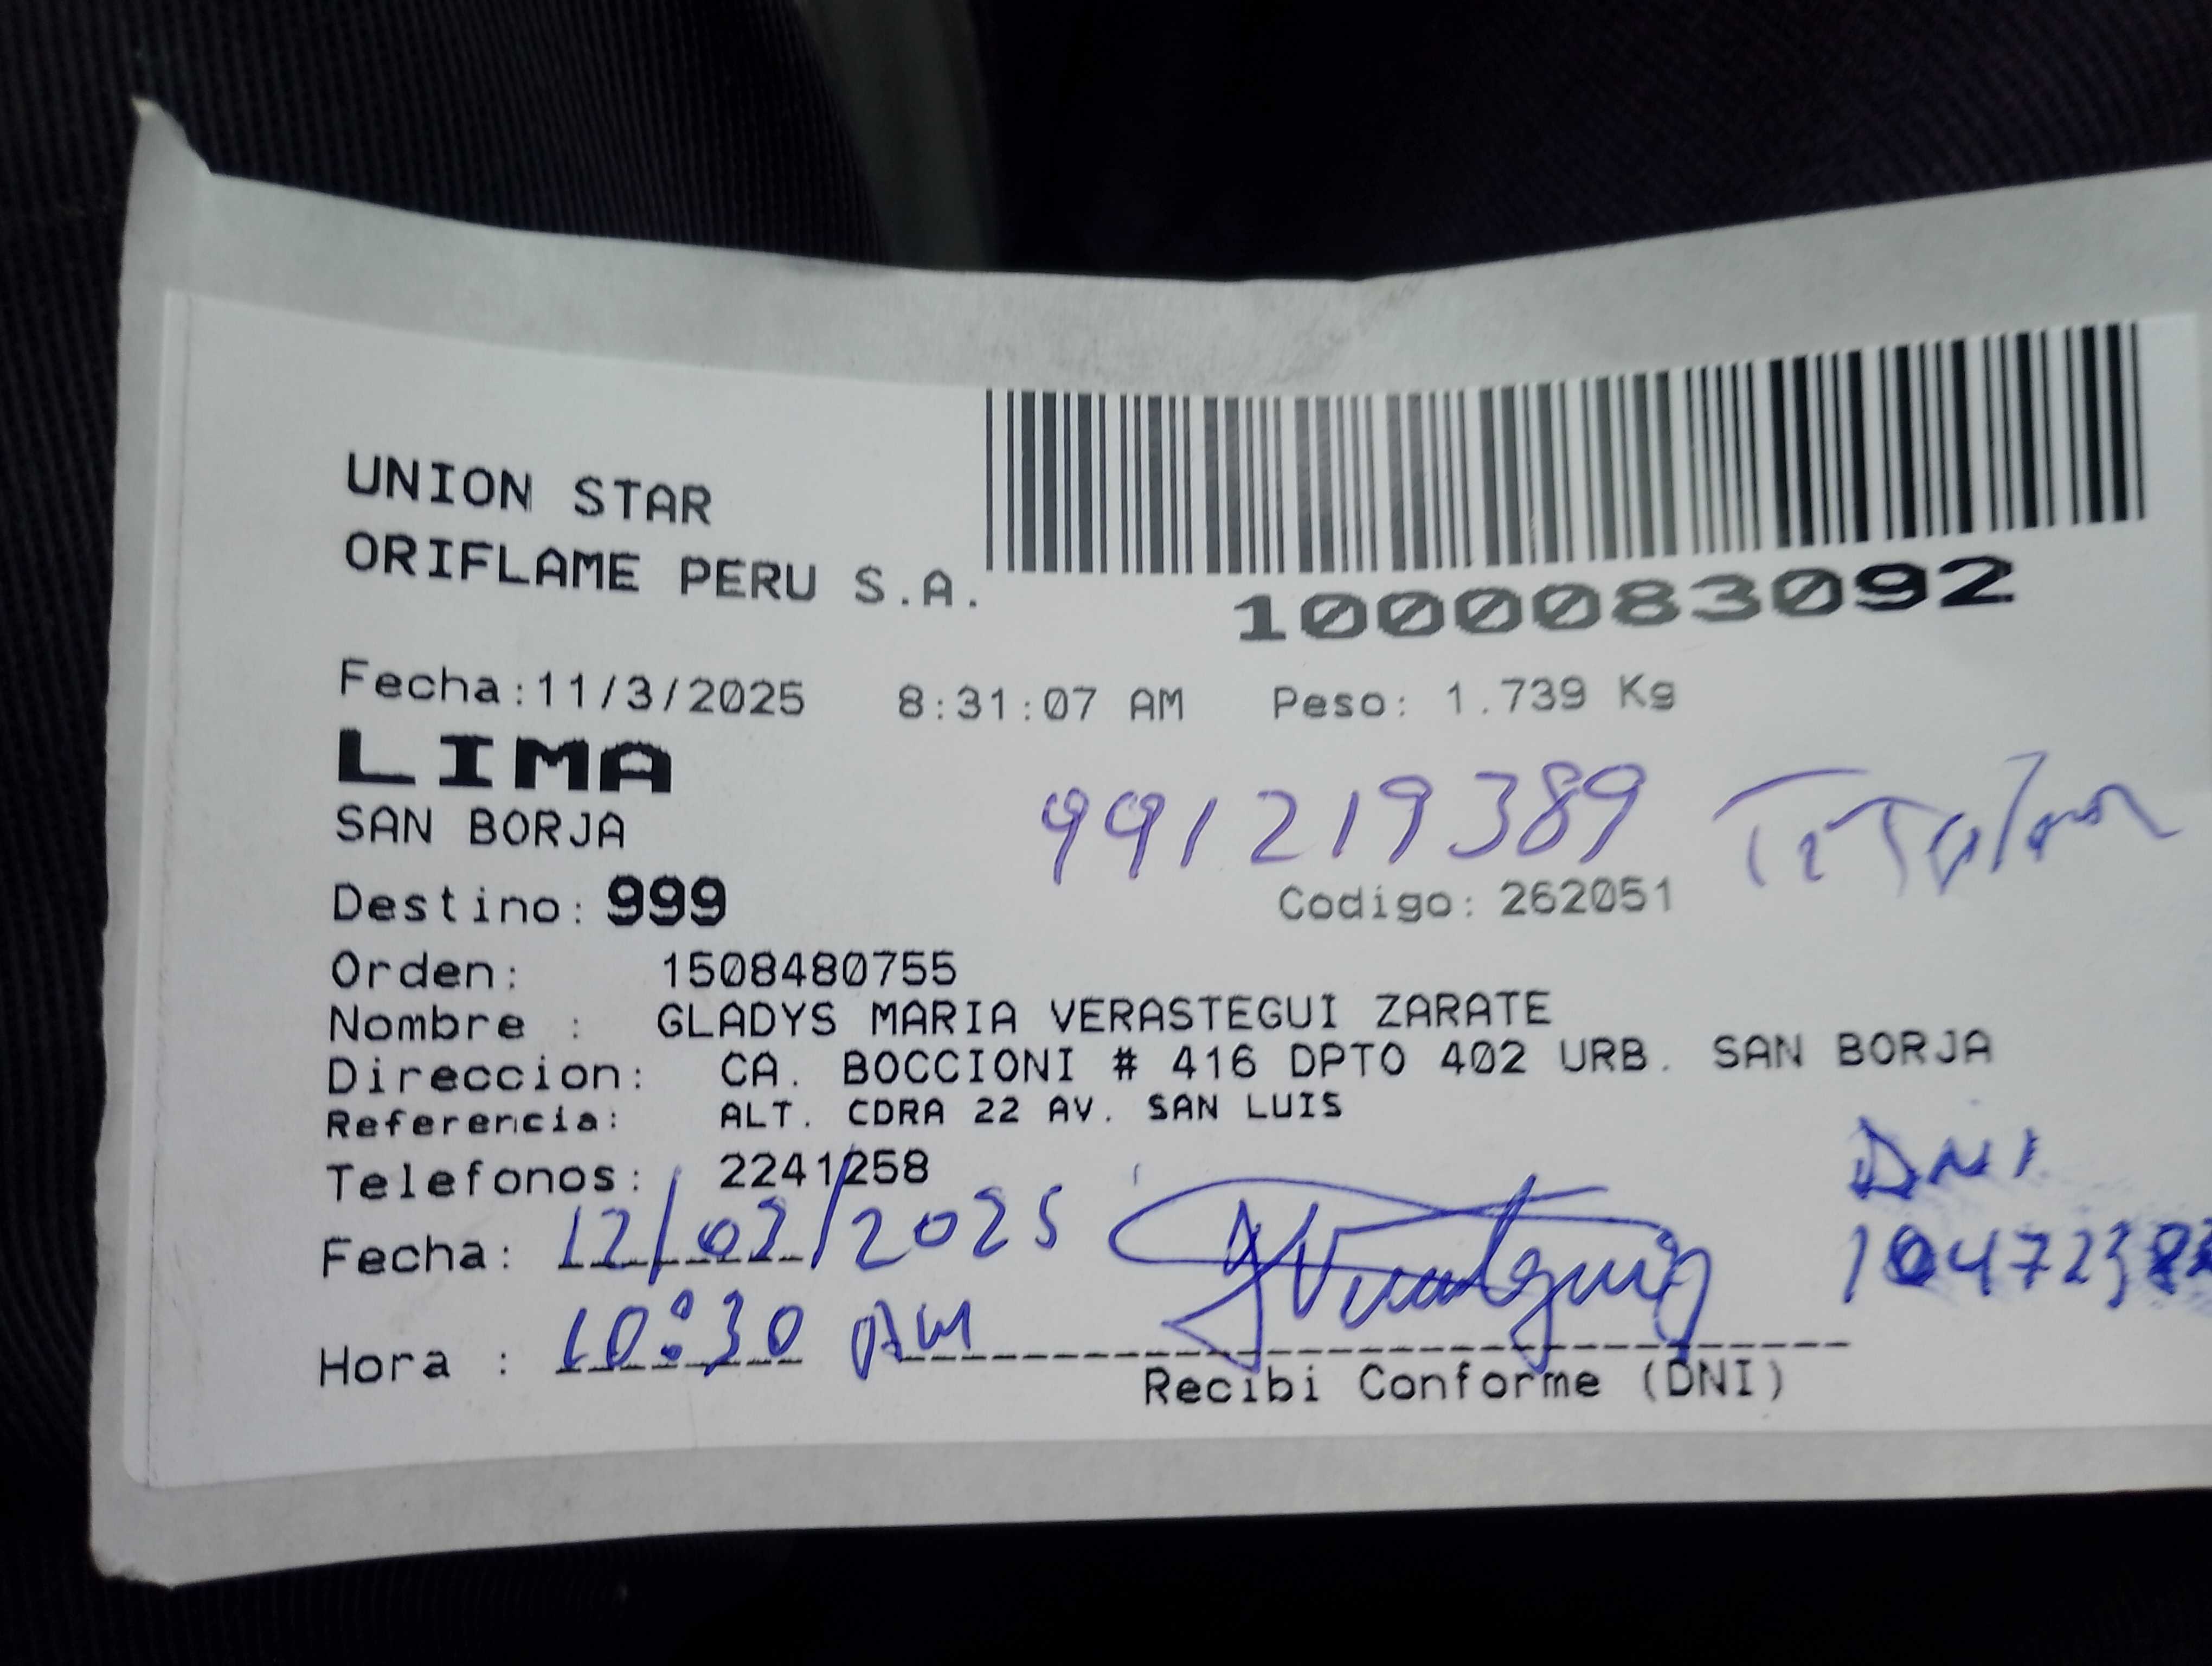 UNION STAR
ORIFLAME PERU S.A.
1000083092
Fecha:11/3/2025 8:31:07 AM Peso: 1.739 Kg
LIMA
SAN BORJA
991219389
Destino: 999 Codigo: 262051
Orden: 1508480755
Nombre : GLADYS MARIA VERASTEGUI ZARATE
Direccion: CA. BOCCIONI # 416 DPTO 402 URB. SAN BORJA
Referencia: ALT. CDRA 22 AV. SAN LUIS
Telefonos: 2241258
DNI
Fecha: 12/03/2025
Hora : 10:30 AM
Recibi Conforme (DNI)